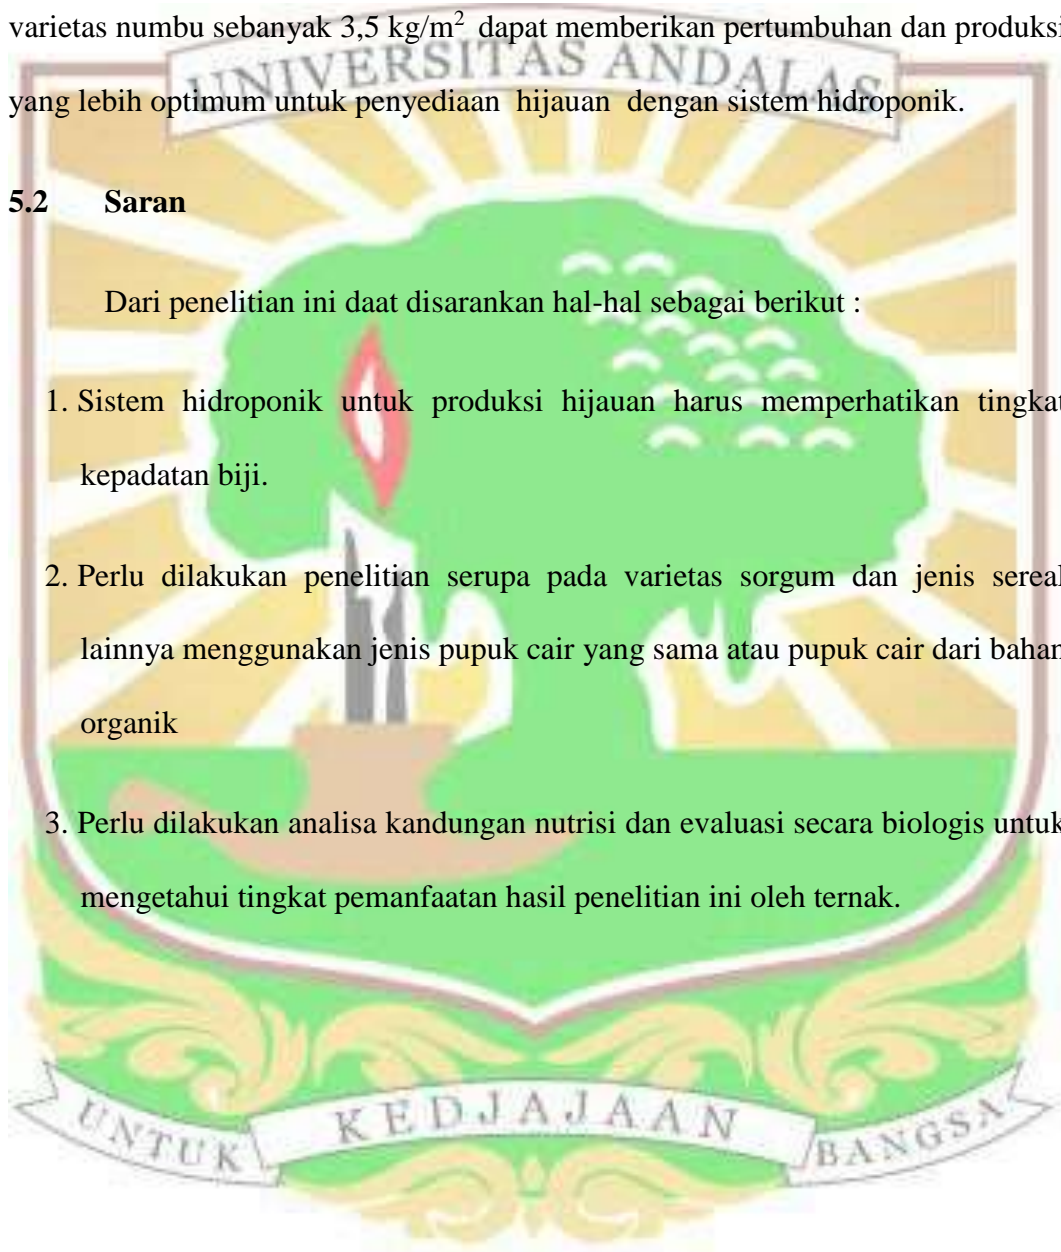 varietas numbu sebanyak 3,5 kg/m² dapat memberikan pertumbuhan dan produksi
UNIVERSITAS ANDALAS
yang lebih optimum untuk penyediaan hijauan dengan sistem hidroponik.
5.2 Saran
Dari penelitian ini daat disarankan hal-hal sebagai berikut :
1. Sistem hidroponik untuk produksi hijauan harus memperhatikan tingkat
kepadatan biji.
2. Perlu dilakukan penelitian serupa pada varietas sorgum dan jenis sereal
lainnya menggunakan jenis pupuk cair yang sama atau pupuk cair dari bahan
organik
3. Perlu dilakukan analisa kandungan nutrisi dan evaluasi secara biologis untuk
mengetahui tingkat pemanfaatan hasil penelitian ini oleh ternak.
UNTUK KEDJAJAAN BANGSA